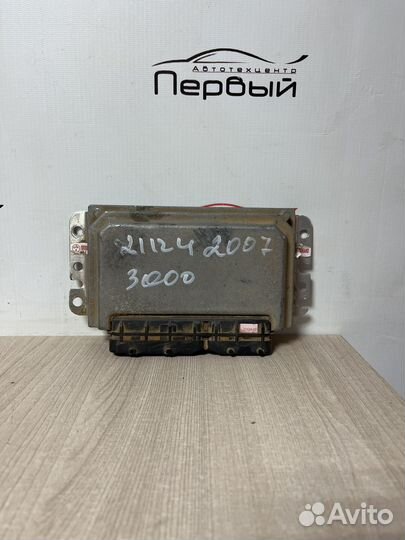 Автотехцентр
Первый
21124 2007
3000
Avito